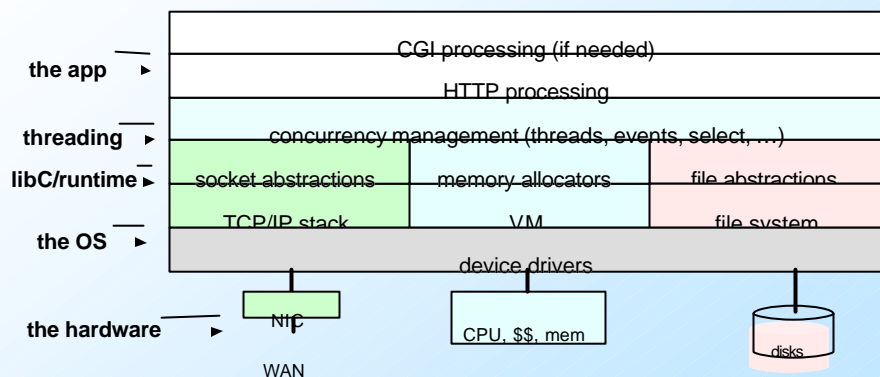 CGI processing (if needed)
the app
HTTP processing
threading
concurrency management (threads, events, select, …)
libC/runtime
socket abstractions
memory allocators
file abstractions
TCP/IP stack
VM
file system
the OS
device drivers
the hardware
NIC
CPU, $$, mem
disks
WAN